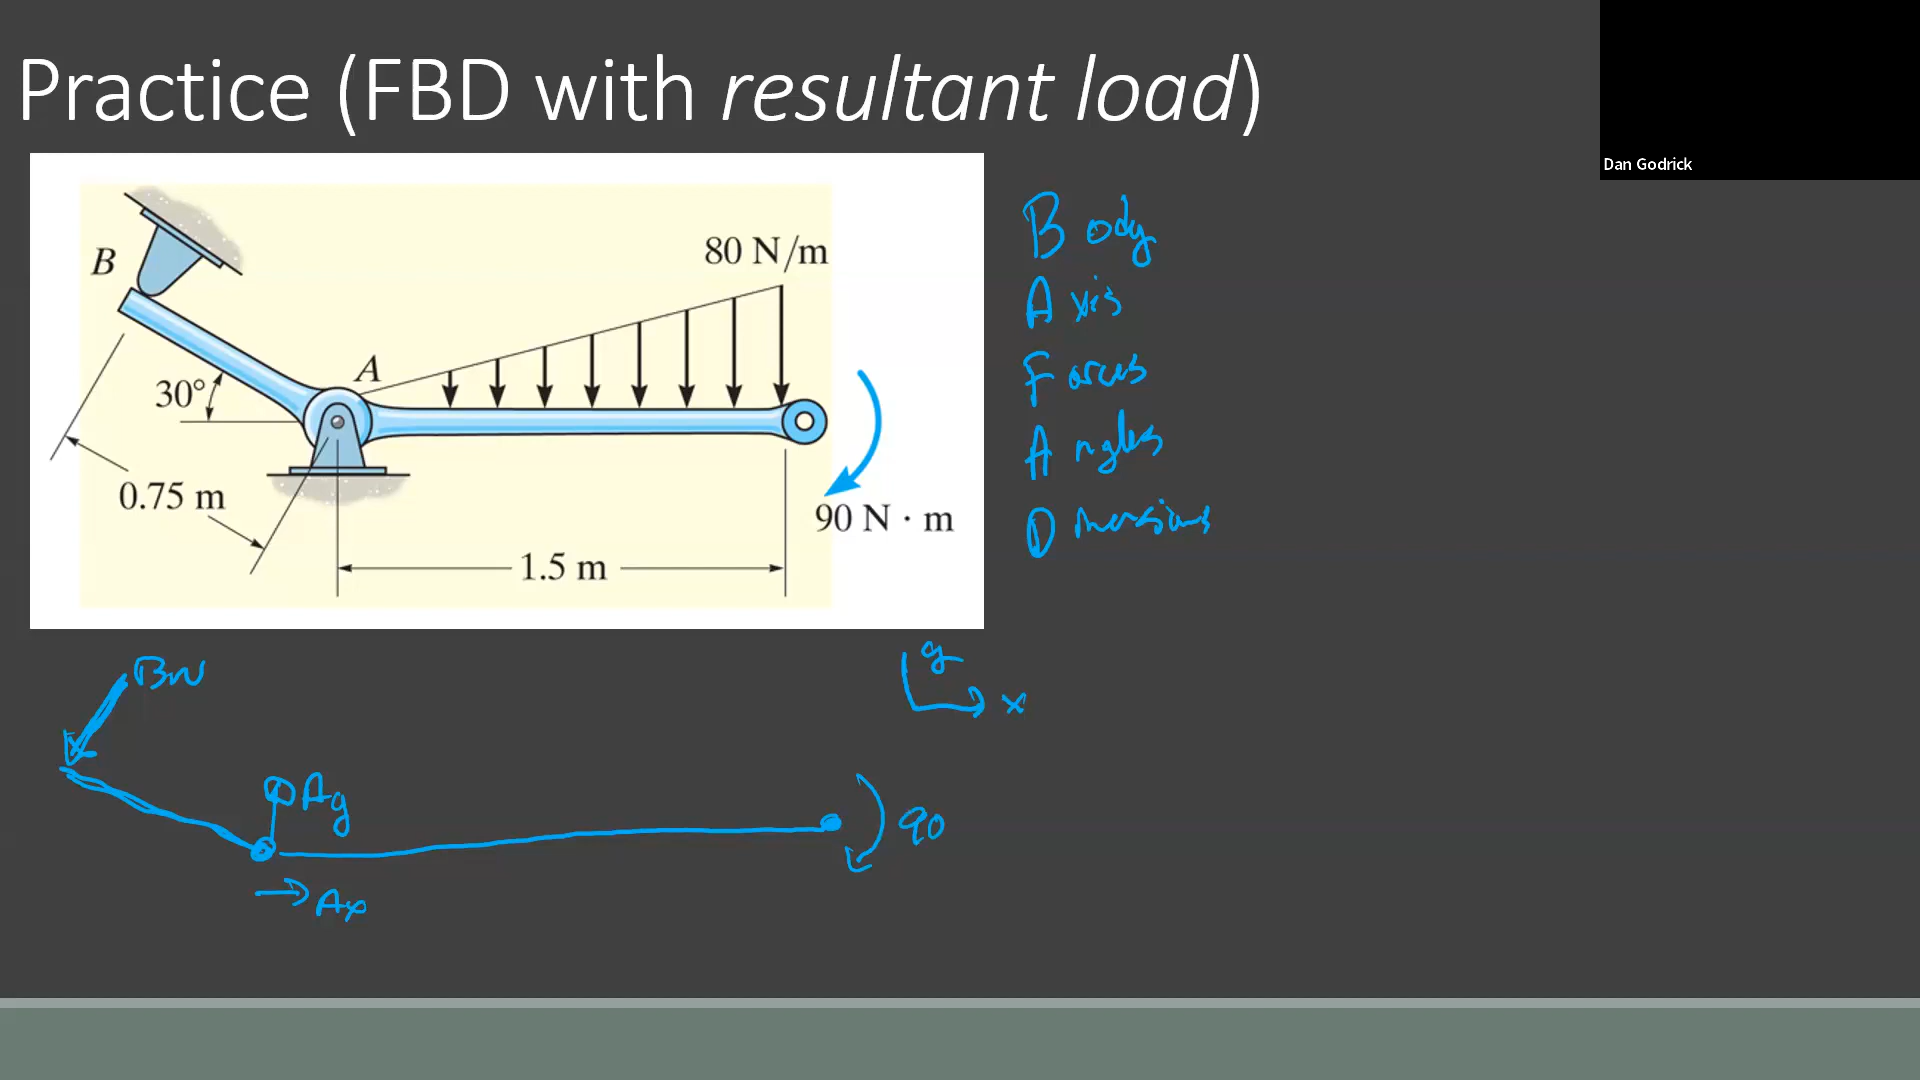 Practice (FBD with resultant load)
Dan Godrick
B
80 N/m
A
30°
0.75 m
90 N · m
1.5 m
Body
Axis
Forces
Angles
Dmensions
BN
y
x
Ay
90
Ax